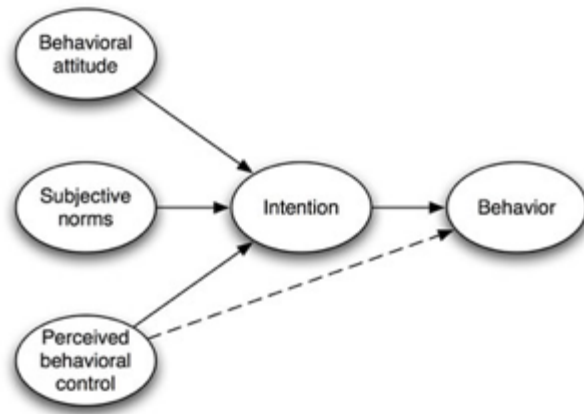 Behavioral
attitude
Subjective
norms
Intention
Behavior
Perceived
behavioral
control